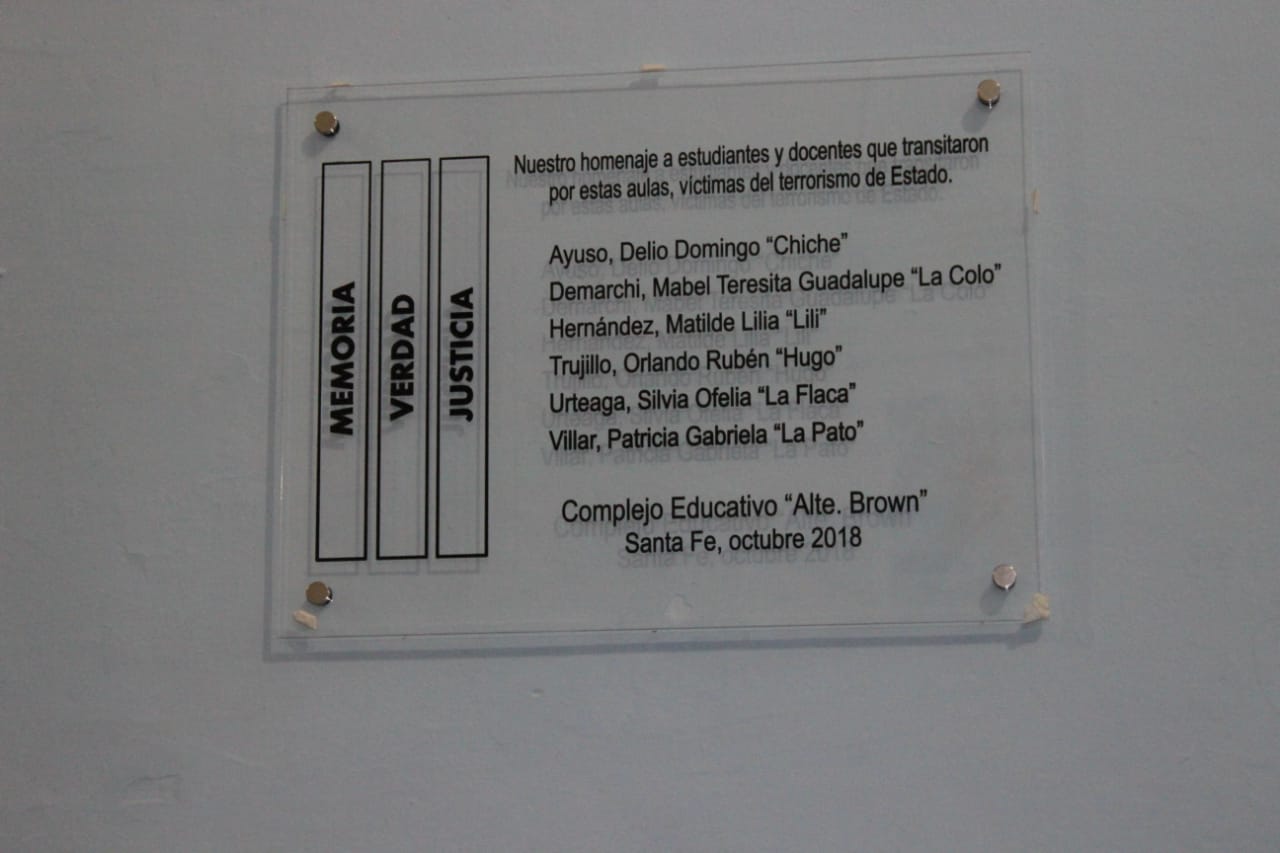 MEMORIA
VERDAD
JUSTICIA
Nuestro homenaje a estudiantes y docentes que transitaron
por estas aulas, víctimas del terrorismo de Estado.
Ayuso, Delio Domingo “Chiche”
Demarchi, Mabel Teresita Guadalupe “La Colo”
Hernández, Matilde Lilia “Lili”
Trujillo, Orlando Rubén “Hugo”
Urteaga, Silvia Ofelia “La Flaca”
Villar, Patricia Gabriela “La Pato”
Complejo Educativo “Alte. Brown”
Santa Fe, octubre 2018